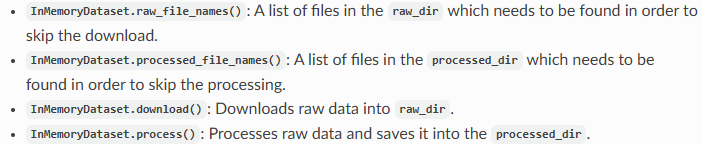 • InMemoryDataset.raw_file_names() : A list of files in the raw_dir which needs to be found in order to
skip the download.
• InMemoryDataset.processed_file_names() : A list of files in the processed_dir which needs to be
found in order to skip the processing.
• InMemoryDataset.download() : Downloads raw data into raw_dir .
• InMemoryDataset.process() : Processes raw data and saves it into the processed_dir .